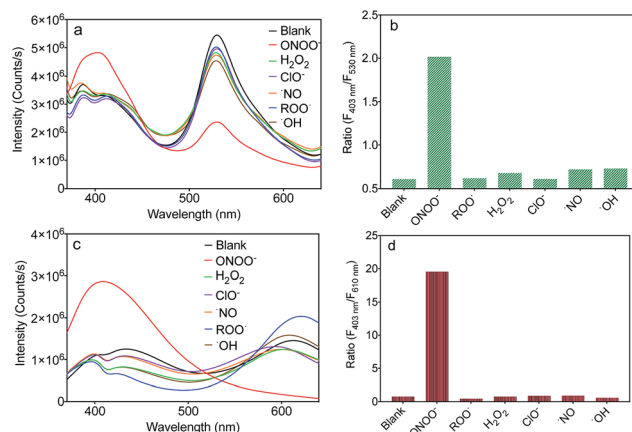 a
Intensity (Counts/s)
6×10⁶
5×10⁶
4×10⁶
3×10⁶
2×10⁶
1×10⁶
0
400
500
600
Wavelength (nm)
Blank
ONOO⁻
H₂O₂
ClO⁻
˙NO
ROO˙
˙OH
b
Ratio (F403 nm/F530 nm)
2.5
2.0
1.5
1.0
0.5
Blank
ONOO⁻
ROO˙
H₂O₂
ClO⁻
˙NO
˙OH
c
Intensity (Counts/s)
4×10⁶
3×10⁶
2×10⁶
1×10⁶
0
400
500
600
Wavelength (nm)
Blank
ONOO⁻
H₂O₂
ClO⁻
˙NO
ROO˙
˙OH
d
Ratio (F403 nm/F610 nm)
25
20
15
10
5
0
Blank
ONOO⁻
ROO˙
H₂O₂
ClO⁻
˙NO
˙OH